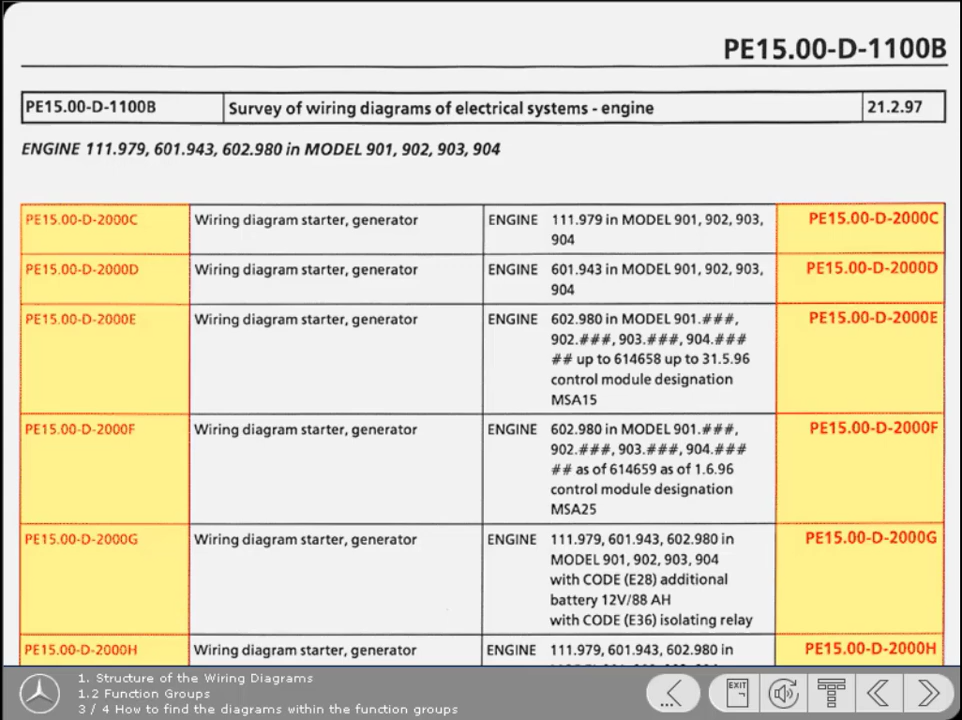 PE15.00-D-1100B
PE15.00-D-1100B Survey of wiring diagrams of electrical systems - engine 21.2.97
ENGINE 111.979, 601.943, 602.980 in MODEL 901, 902, 903, 904
PE15.00-D-2000C Wiring diagram starter, generator ENGINE 111.979 in MODEL 901, 902, 903, PE15.00-D-2000C
904
PE15.00-D-2000D Wiring diagram starter, generator ENGINE 601.943 in MODEL 901, 902, 903, PE15.00-D-2000D
904
PE15.00-D-2000E Wiring diagram starter, generator ENGINE 602.980 in MODEL 901.###, PE15.00-D-2000E
902.###, 903.###, 904.###
## up to 614658 up to 31.5.96
control module designation
MSA15
PE15.00-D-2000F Wiring diagram starter, generator ENGINE 602.980 in MODEL 901.###, PE15.00-D-2000F
902.###, 903.###, 904.###
## as of 614659 as of 1.6.96
control module designation
MSA25
PE15.00-D-2000G Wiring diagram starter, generator ENGINE 111.979, 601.943, 602.980 in PE15.00-D-2000G
MODEL 901, 902, 903, 904
with CODE (E28) additional
battery 12V/88 AH
with CODE (E36) isolating relay
PE15.00-D-2000H Wiring diagram starter, generator ENGINE 111.979, 601.943, 602.980 in PE15.00-D-2000H
1. Structure of the Wiring Diagrams
1.2 Function Groups
3 / 4 How to find the diagrams within the function groups
EXIT